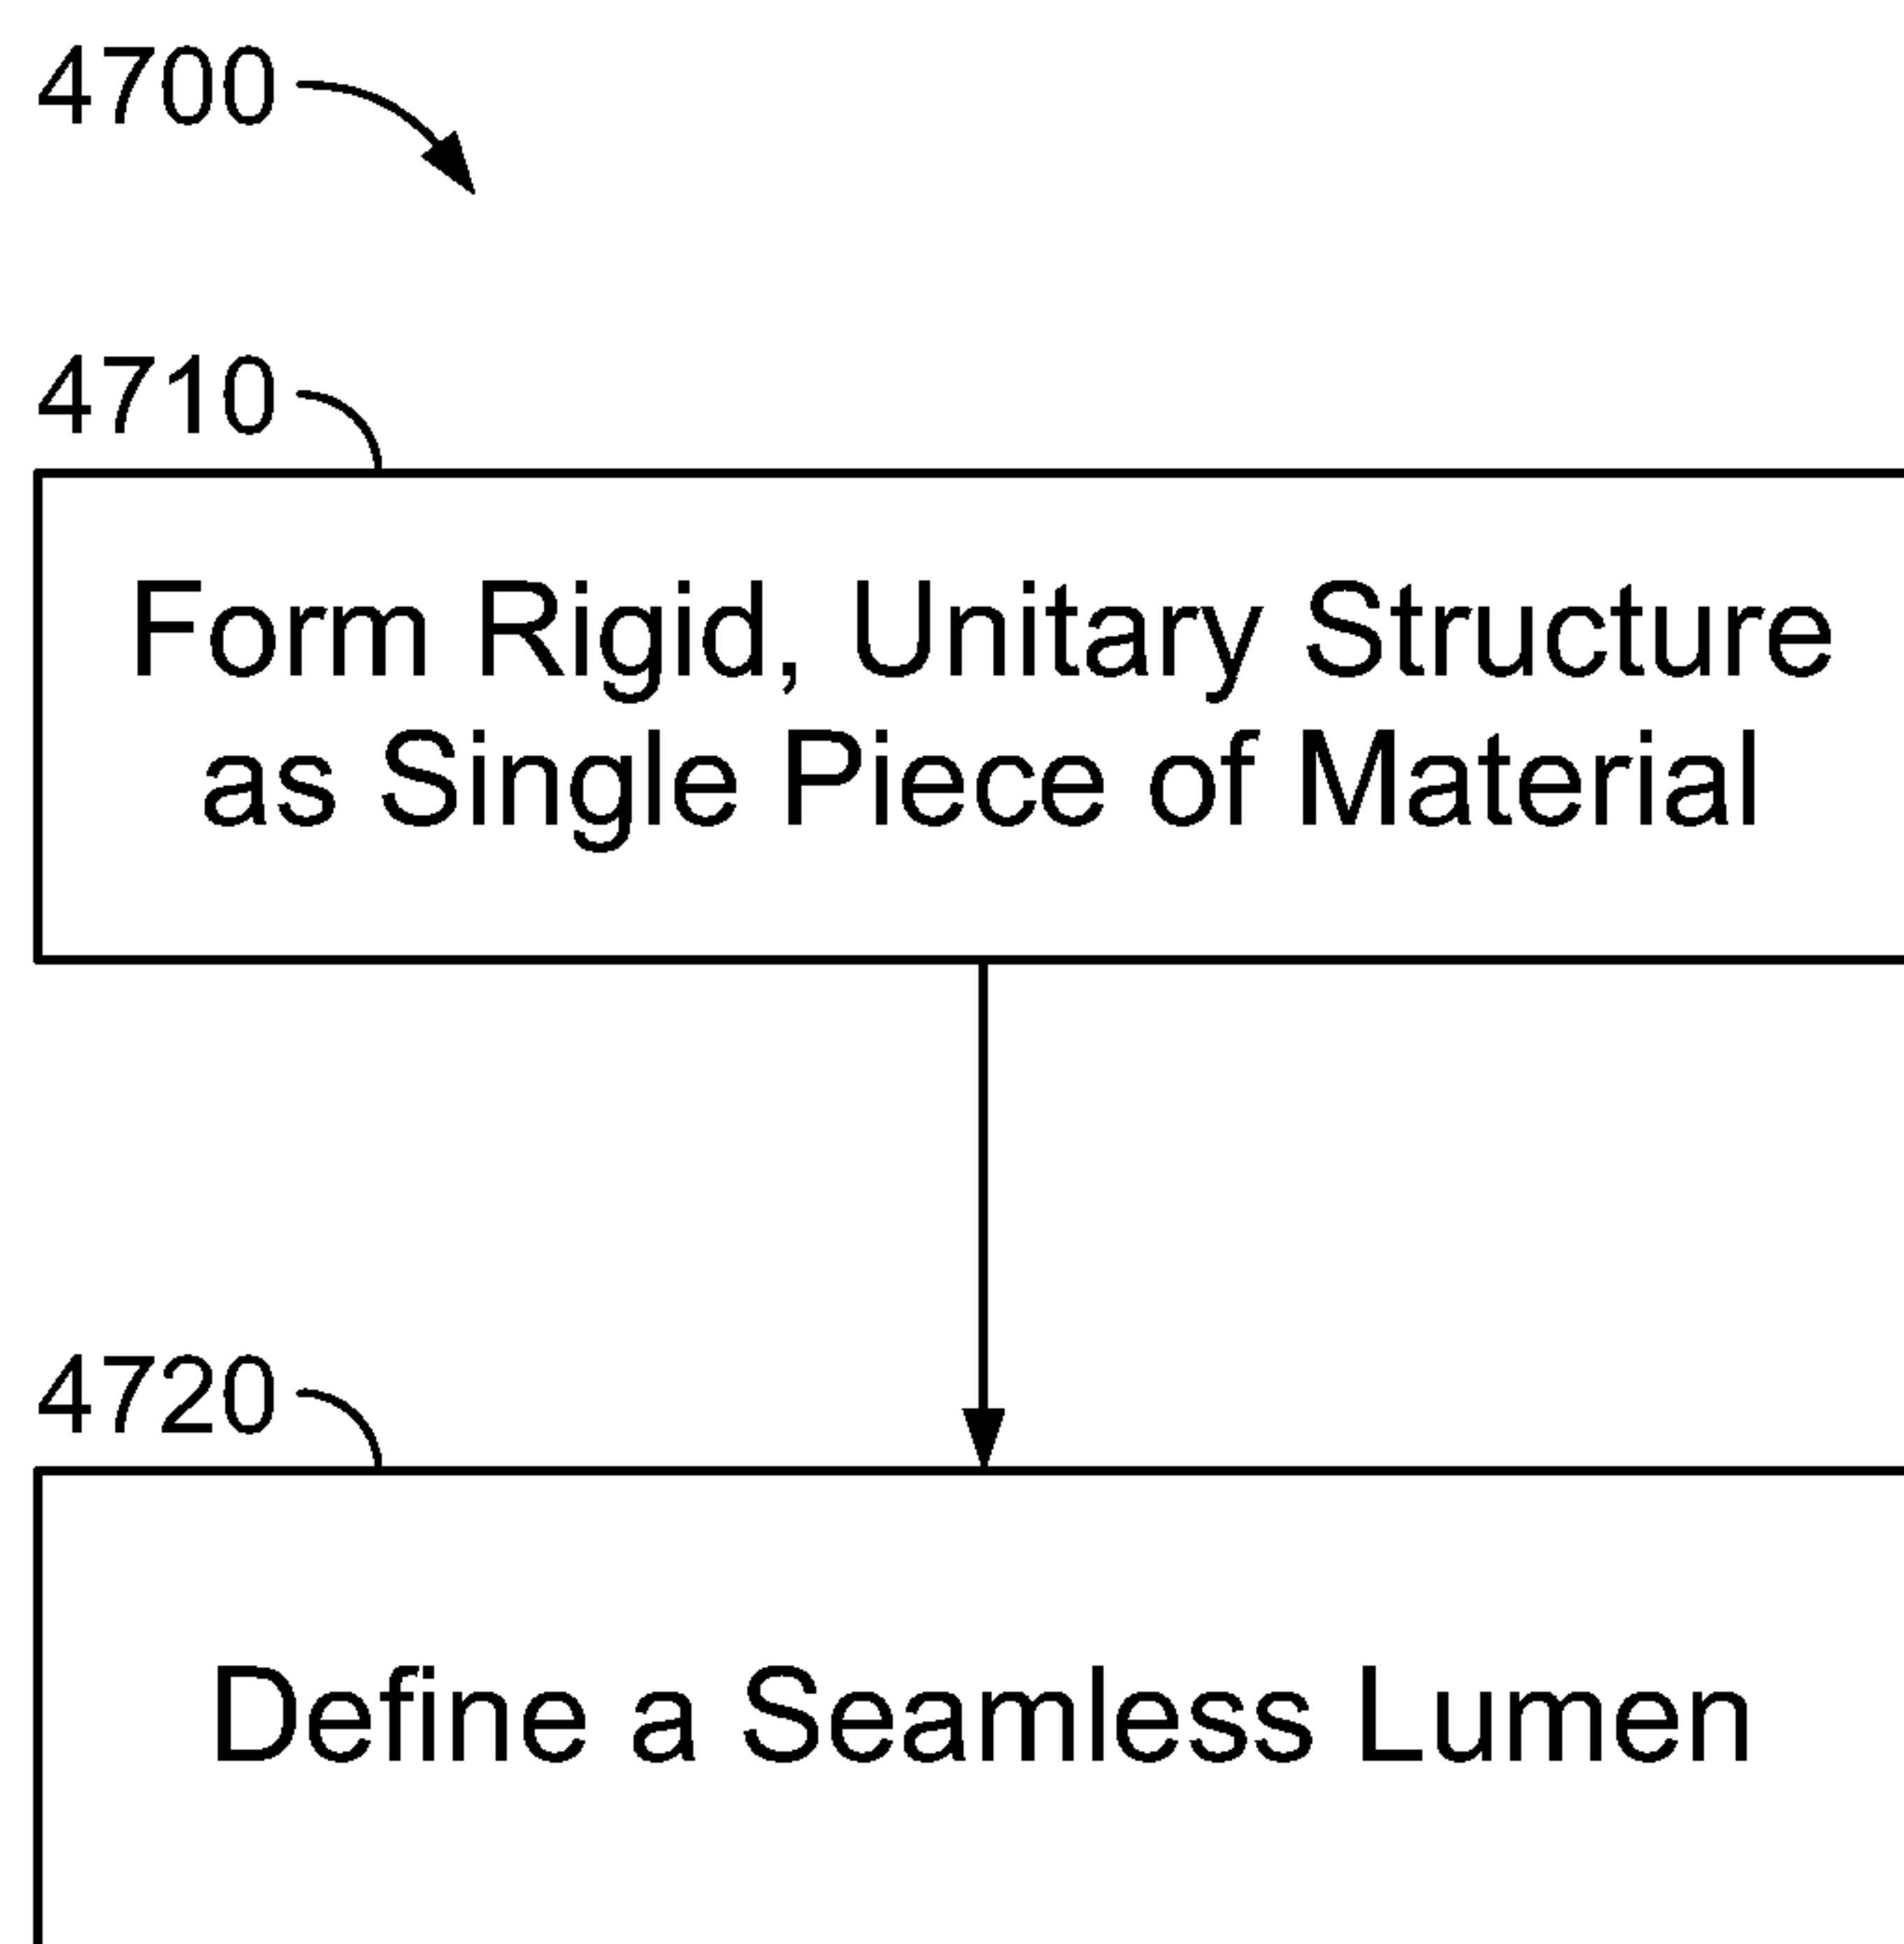 4700
4710
Form Rigid, Unitary Structure
as Single Piece of Material
4720
Define a Seamless Lumen